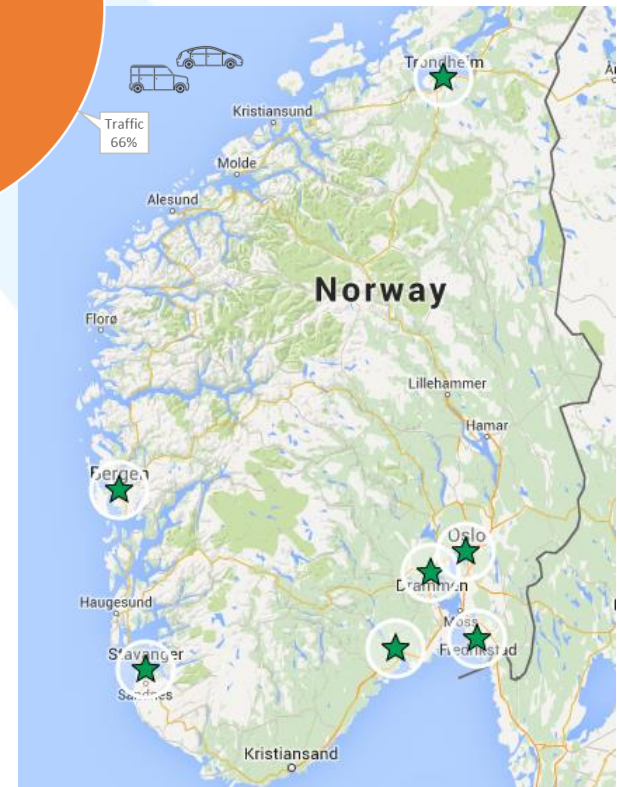 Trondheim
Kristiansund
Traffic
66%
Molde
Alesund
Norway
Florø
Lillehammer
Hamar
Bergen
Oslo
Drammen
Haugesund
Moss
Stavanger
Fredrikstad
Sandnes
Kristiansand